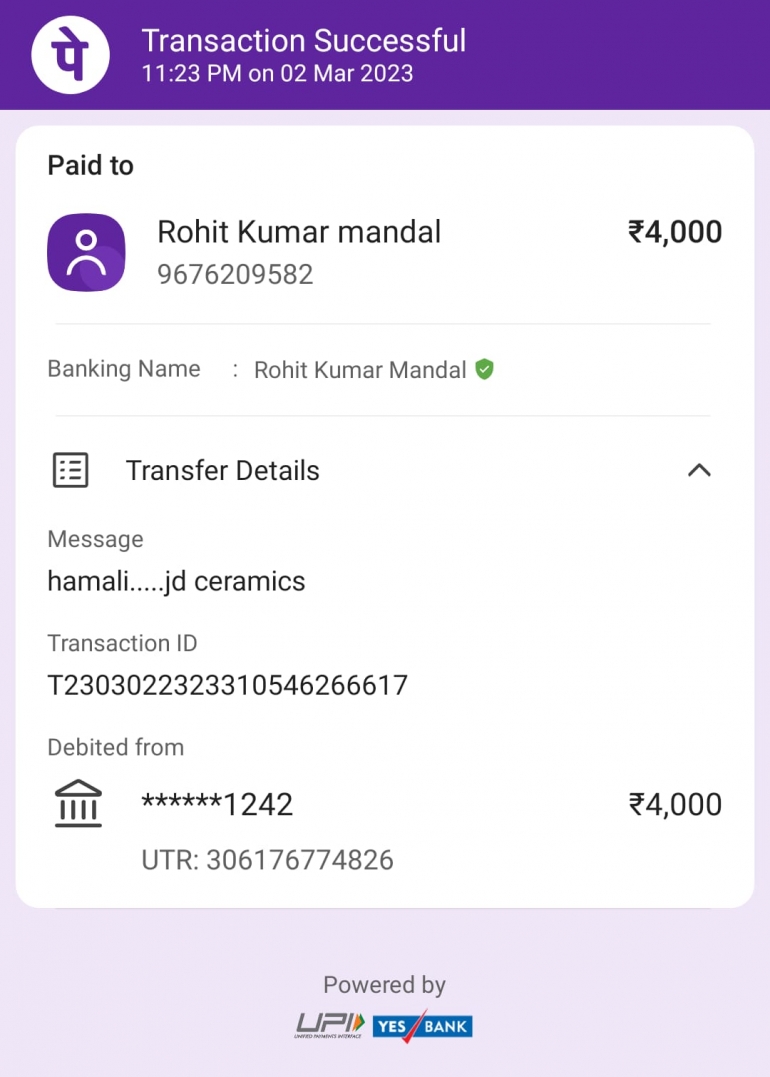 पे
Transaction Successful
11:23 PM on 02 Mar 2023
Paid to
Rohit Kumar mandal ₹4,000
9676209582
Banking Name : Rohit Kumar Mandal
Transfer Details
Message
hamali.....jd ceramics
Transaction ID
T2303022323310546266617
Debited from
******1242 ₹4,000
UTR: 306176774826
Powered by
UPI YES BANK
UNIFIED PAYMENTS INTERFACE